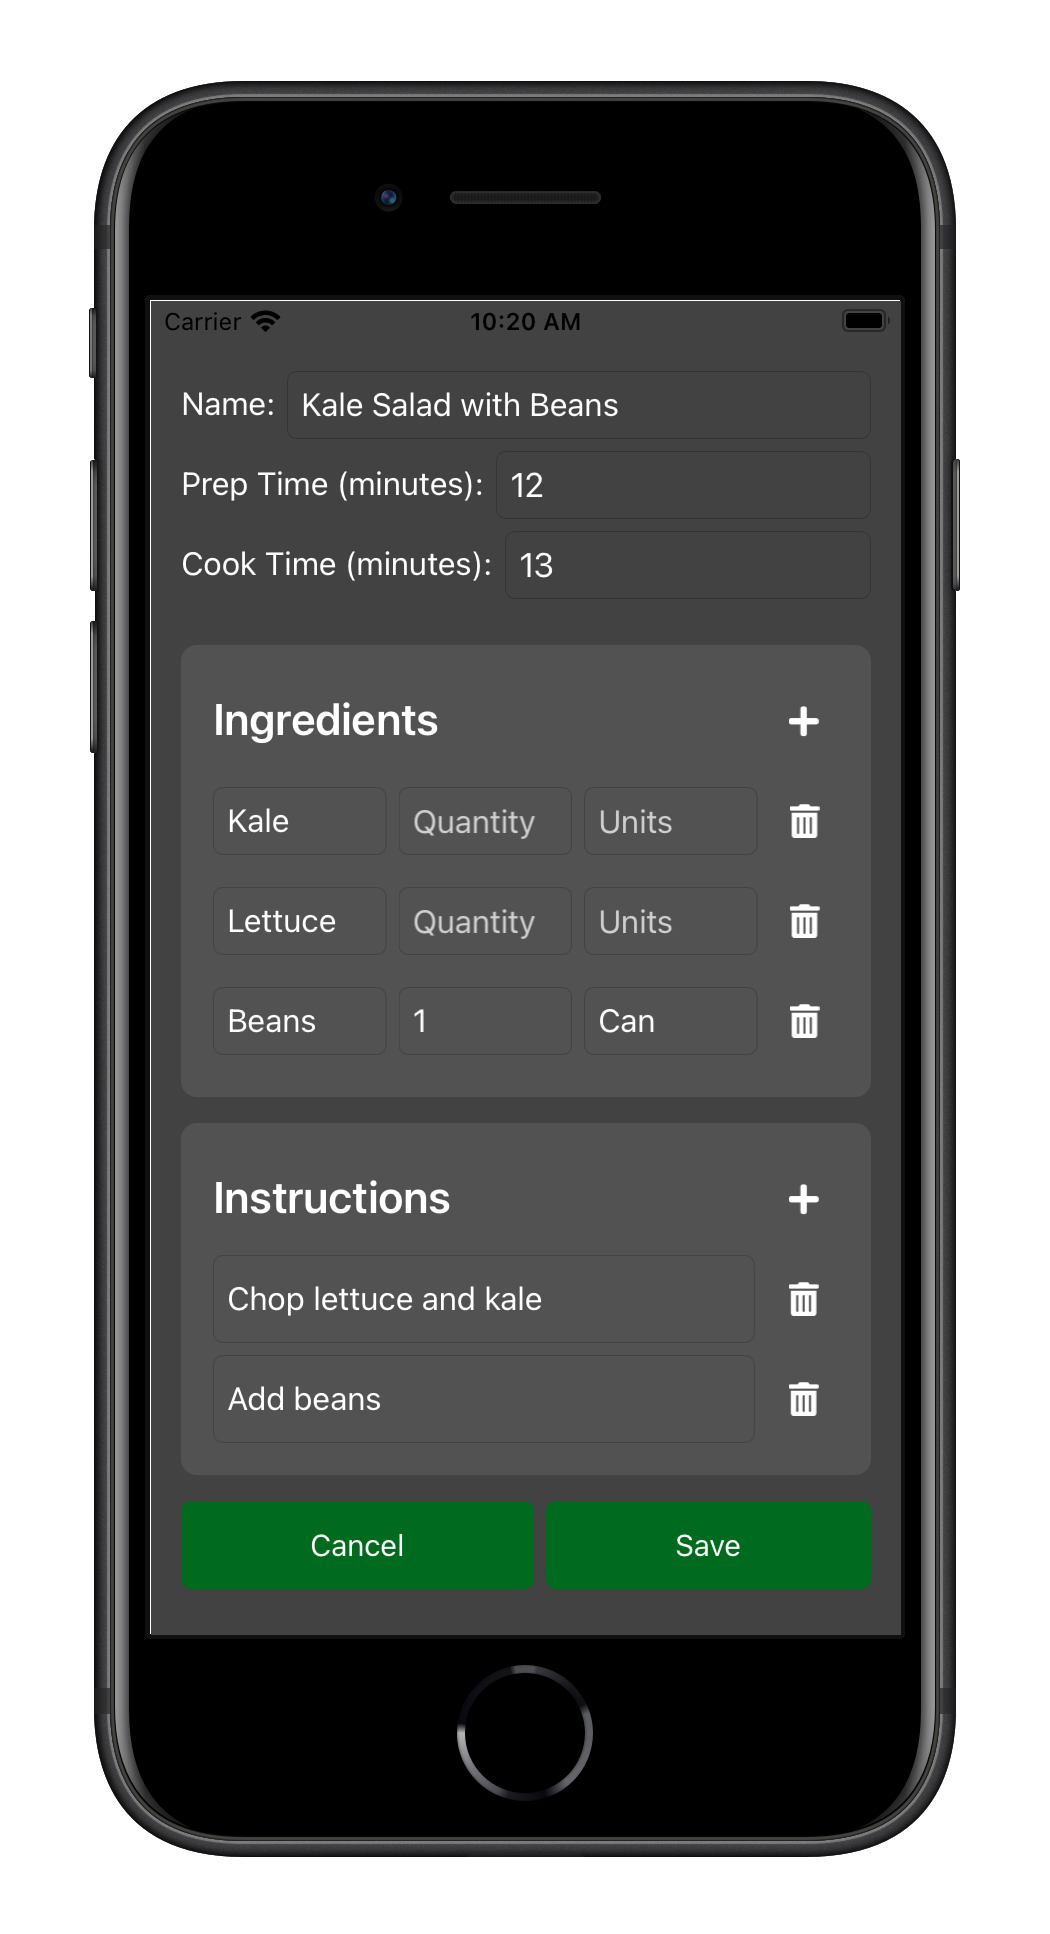 Carrier 10:20 AM
Name: Kale Salad with Beans
Prep Time (minutes): 12
Cook Time (minutes): 13
Ingredients
Kale Quantity Units
Lettuce Quantity Units
Beans 1 Can
Instructions
Chop lettuce and kale
Add beans
Cancel Save